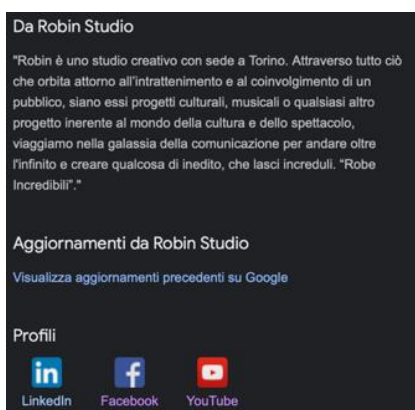 Da Robin Studio
"Robin è uno studio creativo con sede a Torino. Attraverso tutto ciò
che orbita attorno all'intrattenimento e al coinvolgimento di un
pubblico, siano essi progetti culturali, musicali o qualsiasi altro
progetto inerente al mondo della cultura e dello spettacolo,
viaggiamo nella galassia della comunicazione per andare oltre
l'infinito e creare qualcosa di inedito, che lasci increduli. “Robe
Incredibili”."
Aggiornamenti da Robin Studio
Visualizza aggiornamenti precedenti su Google
Profili
in f
LinkedIn Facebook YouTube